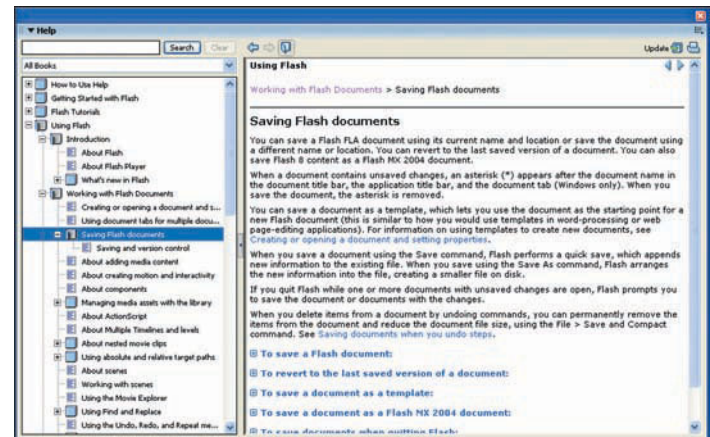 Help
Search Clear
Update
All Books
How to Use Help
Getting Started with Flash
Flash Tutorials
Using Flash
Introduction
About Flash
About Flash Player
What's new in Flash
Working with Flash Documents
Creating or opening a document and s...
Using document tabs for multiple docu...
Saving Flash documents
Saving and version control
About adding media content
About creating motion and interactivity
About components
Managing media assets with the library
About ActionScript
About Multiple Timelines and levels
About nested movie clips
Using absolute and relative target paths
About scenes
Working with scenes
Using the Movie Explorer
Using Find and Replace
Using the Undo, Redo, and Repeat me...
Using Flash
Working with Flash Documents > Saving Flash documents
Saving Flash documents
You can save a Flash FLA document using its current name and location or save the document using
a different name or location. You can revert to the last saved version of a document. You can also
save Flash 8 content as a Flash MX 2004 document.
When a document contains unsaved changes, an asterisk (*) appears after the document name in
the document title bar, the application title bar, and the document tab (Windows only). When you
save the document, the asterisk is removed.
You can save a document as a template, which lets you use the document as the starting point for a
new Flash document (this is similar to how you would use templates in word-processing or web
page-editing applications). For information on using templates to create new documents, see
Creating or opening a document and setting properties.
When you save a document using the Save command, Flash performs a quick save, which appends
new information to the existing file. When you save using the Save As command, Flash arranges
the new information into the file, creating a smaller file on disk.
If you quit Flash while one or more documents with unsaved changes are open, Flash prompts you
to save the document or documents with the changes.
When you delete items from a document by undoing commands, you can permanently remove the
items from the document and reduce the document file size, using the File > Save and Compact
command. See Saving documents when you undo steps.
To save a Flash document:
To revert to the last saved version of a document:
To save a document as a template:
To save a document as a Flash MX 2004 document:
To save documents when quitting Flash: